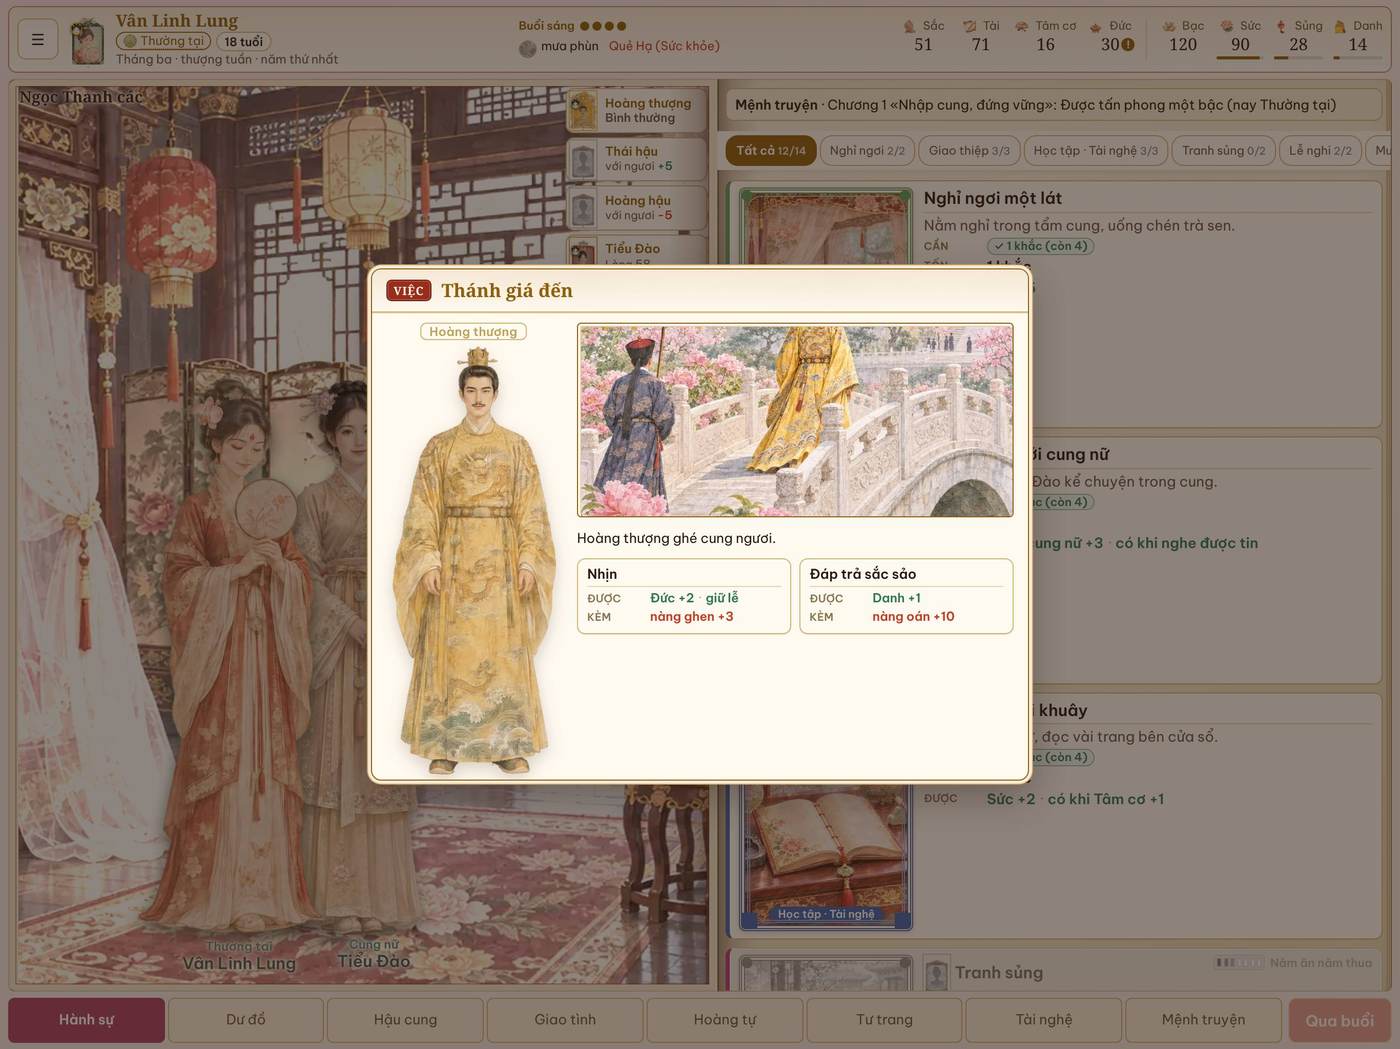 Vân Linh Lung
Thường tại
18 tuổi
Tháng ba · thượng tuần · năm thứ nhất
Buổi sáng
mưa phùn Quẻ Hạ (Sức khỏe)
Sắc
51
Tài
71
Tâm cơ
16
Đức
30
Bạc
120
Sức
90
Sủng
28
Danh
14
Ngọc Thanh các
Hoàng thượng
Bình thường
Thái hậu
với ngươi +5
Hoàng hậu
với ngươi -5
Tiểu Đào
Mệnh truyện · Chương 1 «Nhập cung, đứng vững»: Được tấn phong một bậc (nay Thường tại)
Tất cả 12/14
Nghỉ ngơi 2/2
Giao thiệp 3/3
Học tập · Tài nghệ 3/3
Tranh sủng 0/2
Lễ nghi 2/2
Mu
Nghỉ ngơi một lát
Nằm nghỉ trong tẩm cung, uống chén trà sen.
CẦN ✓ 1 khắc (còn 4)
VIỆC Thánh giá đến
Hoàng thượng
Hoàng thượng ghé cung ngươi.
Nhịn
ĐƯỢC Đức +2 · giữ lễ
KÈM nàng ghen +3
Đáp trả sắc sảo
ĐƯỢC Danh +1
KÈM nàng oán +10
cung nữ
Đào kể chuyện trong cung.
(còn 4)
cung nữ +3 · có khi nghe được tin
khuây
, đọc vài trang bên cửa sổ.
(còn 4)
ĐƯỢC Sức +2 · có khi Tâm cơ +1
Học tập · Tài nghệ
Tranh sủng
Năm ăn năm thua
Thường tại
Vân Linh Lung
Cung nữ
Tiểu Đào
Hành sự
Dư đồ
Hậu cung
Giao tình
Hoàng tự
Tư trang
Tài nghệ
Mệnh truyện
Qua buổi